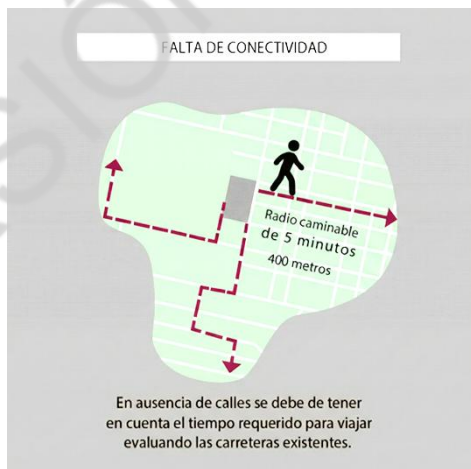 FALTA DE CONECTIVIDAD
Radio caminable
de 5 minutos
400 metros
En ausencia de calles se debe de tener
en cuenta el tiempo requerido para viajar
evaluando las carreteras existentes.